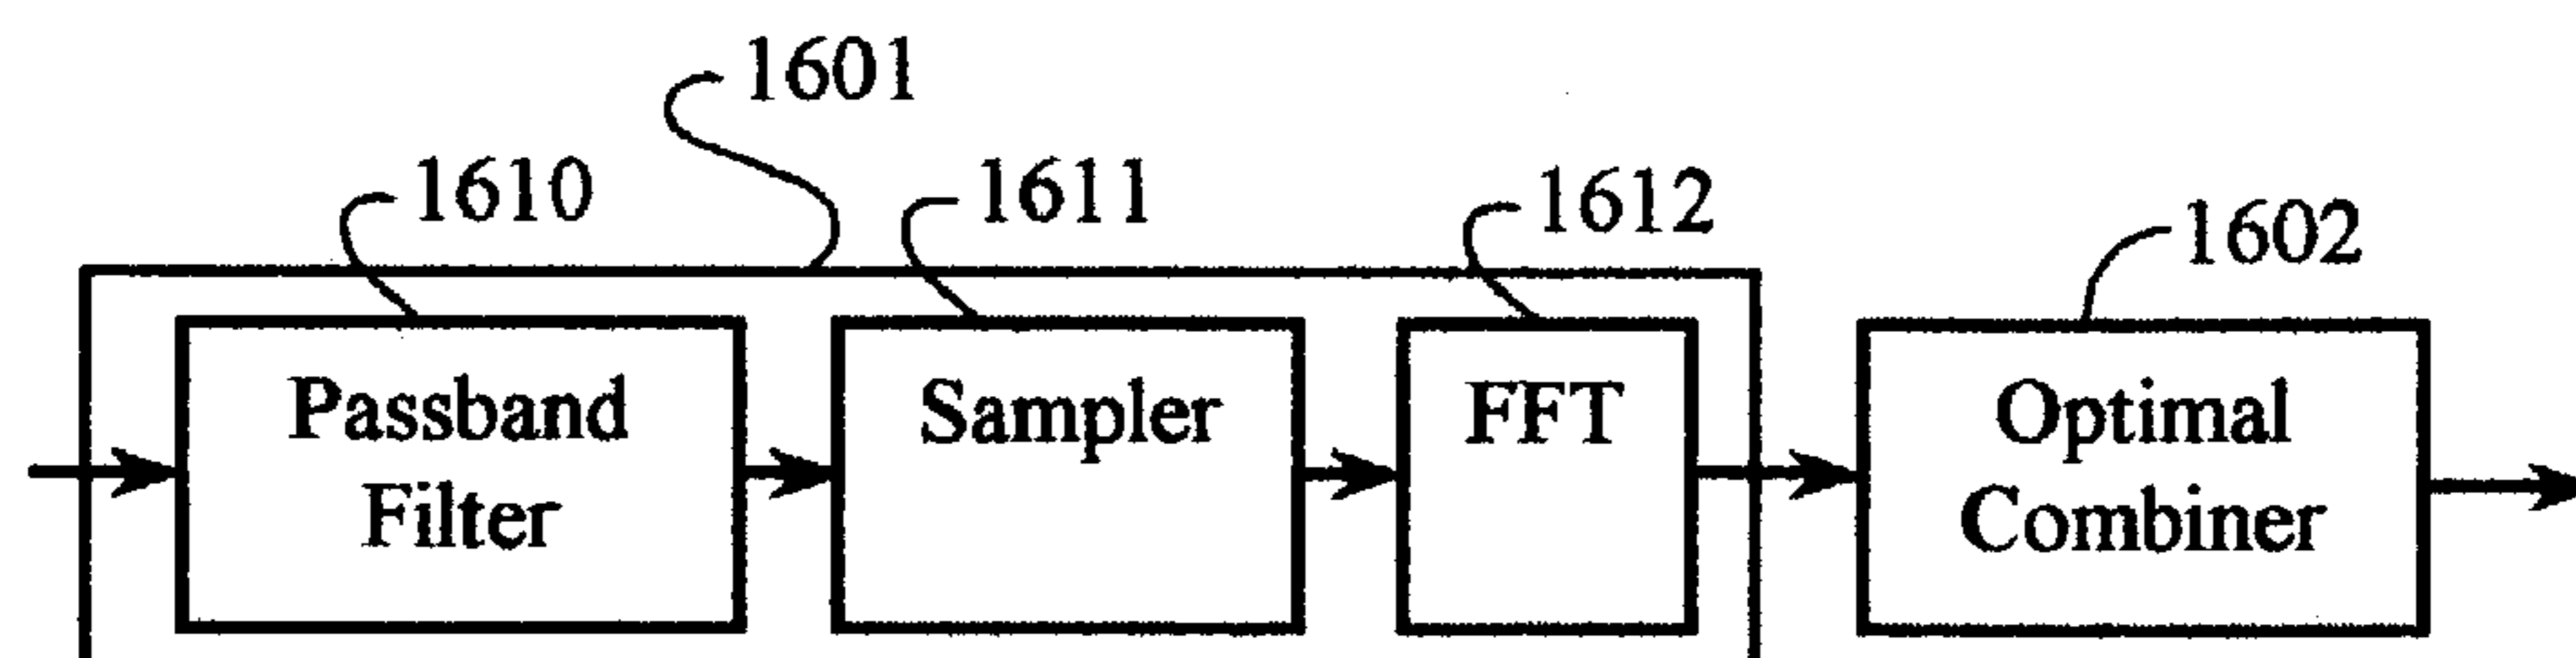 1601
1610
1611
1612
1602
Passband
Filter
Sampler
FFT
Optimal
Combiner